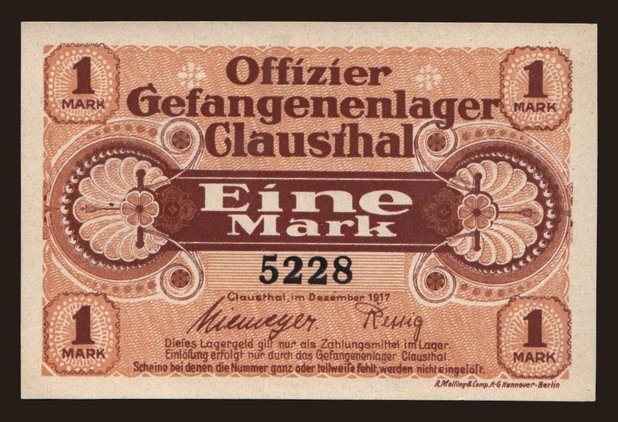 1 MARK
1 MARK
Offizier
Gefangenenlager
Clausthal
Eine
Mark
5228
Clausthal, im Dezember 1917
Niemeyer. Ressig
Dieses Lagergeld gilt nur als Zahlungsmittel im Lager.
Einlösung erfolgt nur durch das Gefangenenlager Clausthal.
Scheine bei denen die Nummer ganz oder teilweise fehlt, werden nicht eingelöst.
1 MARK
1 MARK
A. Molling & Comp. K-G Hannover-Berlin